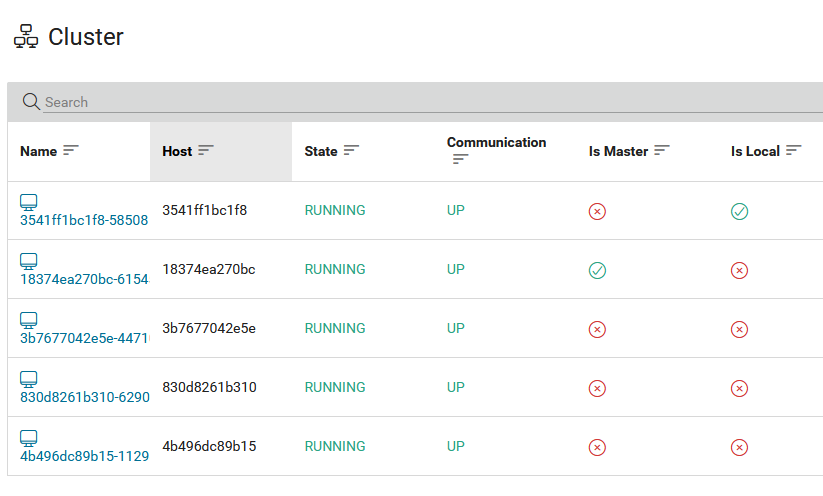 Cluster
Search
Name Host State Communication Is Master Is Local
3541ff1bc1f8-58508 3541ff1bc1f8 RUNNING UP
18374ea270bc-6154 18374ea270bc RUNNING UP
3b7677042e5e-4471 3b7677042e5e RUNNING UP
830d8261b310-6290 830d8261b310 RUNNING UP
4b496dc89b15-1129 4b496dc89b15 RUNNING UP